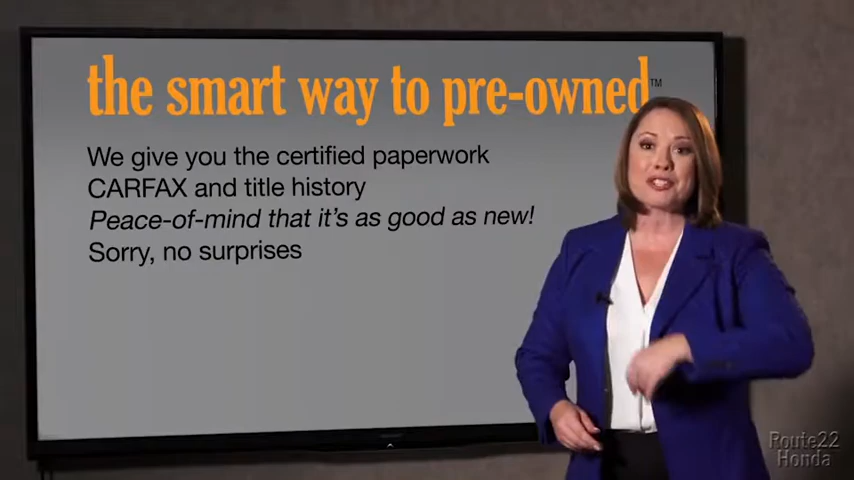 the smart way to pre-owned™
We give you the certified paperwork
CARFAX and title history
Peace-of-mind that it's as good as new!
Sorry, no surprises
Route22
Honda